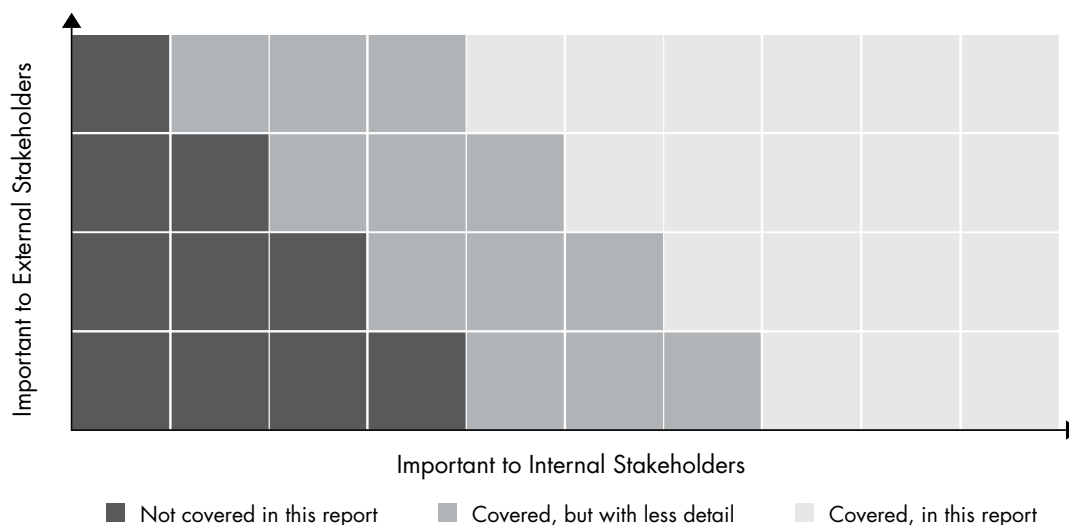 Important to External Stakeholders
Important to Internal Stakeholders
Not covered in this report
Covered, but with less detail
Covered, in this report